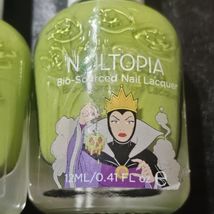 NAILTOPIA
Bio-Sourced Nail Lacquer
12ML/0.41 FL oz